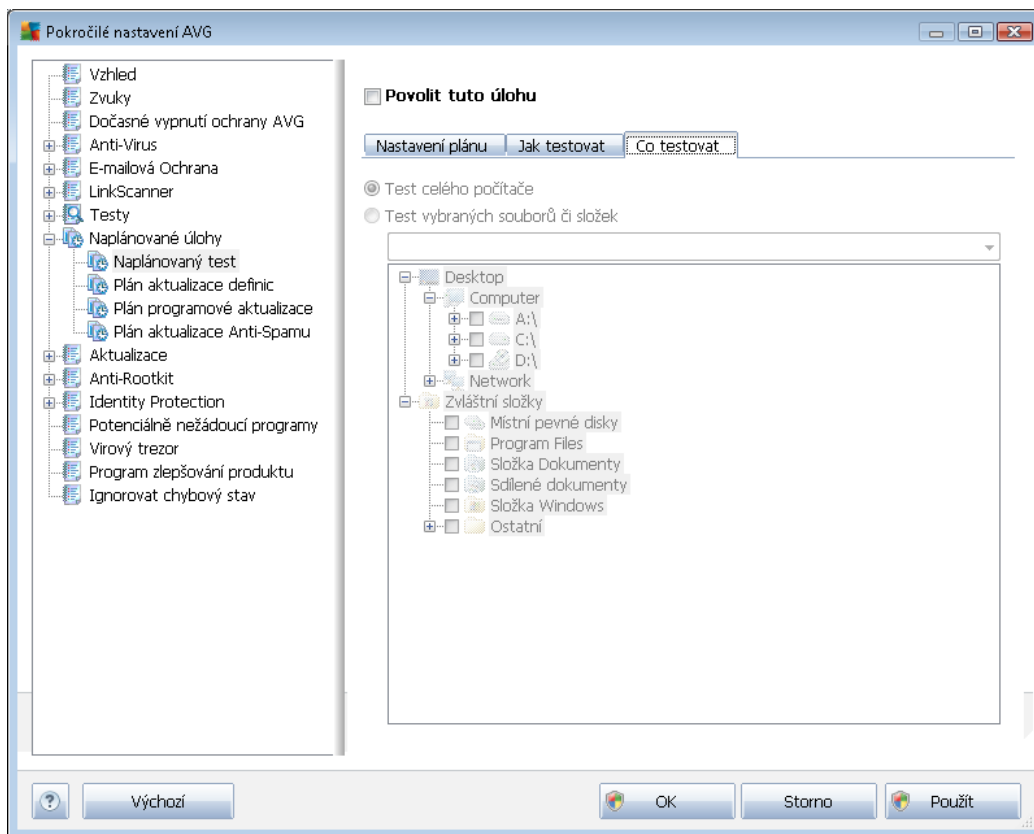 Pokročilé nastavení AVG
Vzhled
Zvuky
Dočasné vypnutí ochrany AVG
Anti-Virus
E-mailová Ochrana
LinkScanner
Testy
Naplánované úlohy
Naplánovaný test
Plán aktualizace definic
Plán programové aktualizace
Plán aktualizace Anti-Spamu
Aktualizace
Anti-Rootkit
Identity Protection
Potenciálně nežádoucí programy
Virový trezor
Program zlepšování produktu
Ignorovat chybový stav
Povolit tuto úlohu
Nastavení plánu Jak testovat Co testovat
Test celého počítače
Test vybraných souborů či složek
Desktop
Computer
A:\
C:\
D:\
Network
Zvláštní složky
Místní pevné disky
Program Files
Složka Dokumenty
Sdílené dokumenty
Složka Windows
Ostatní
? Výchozí OK Storno Použít